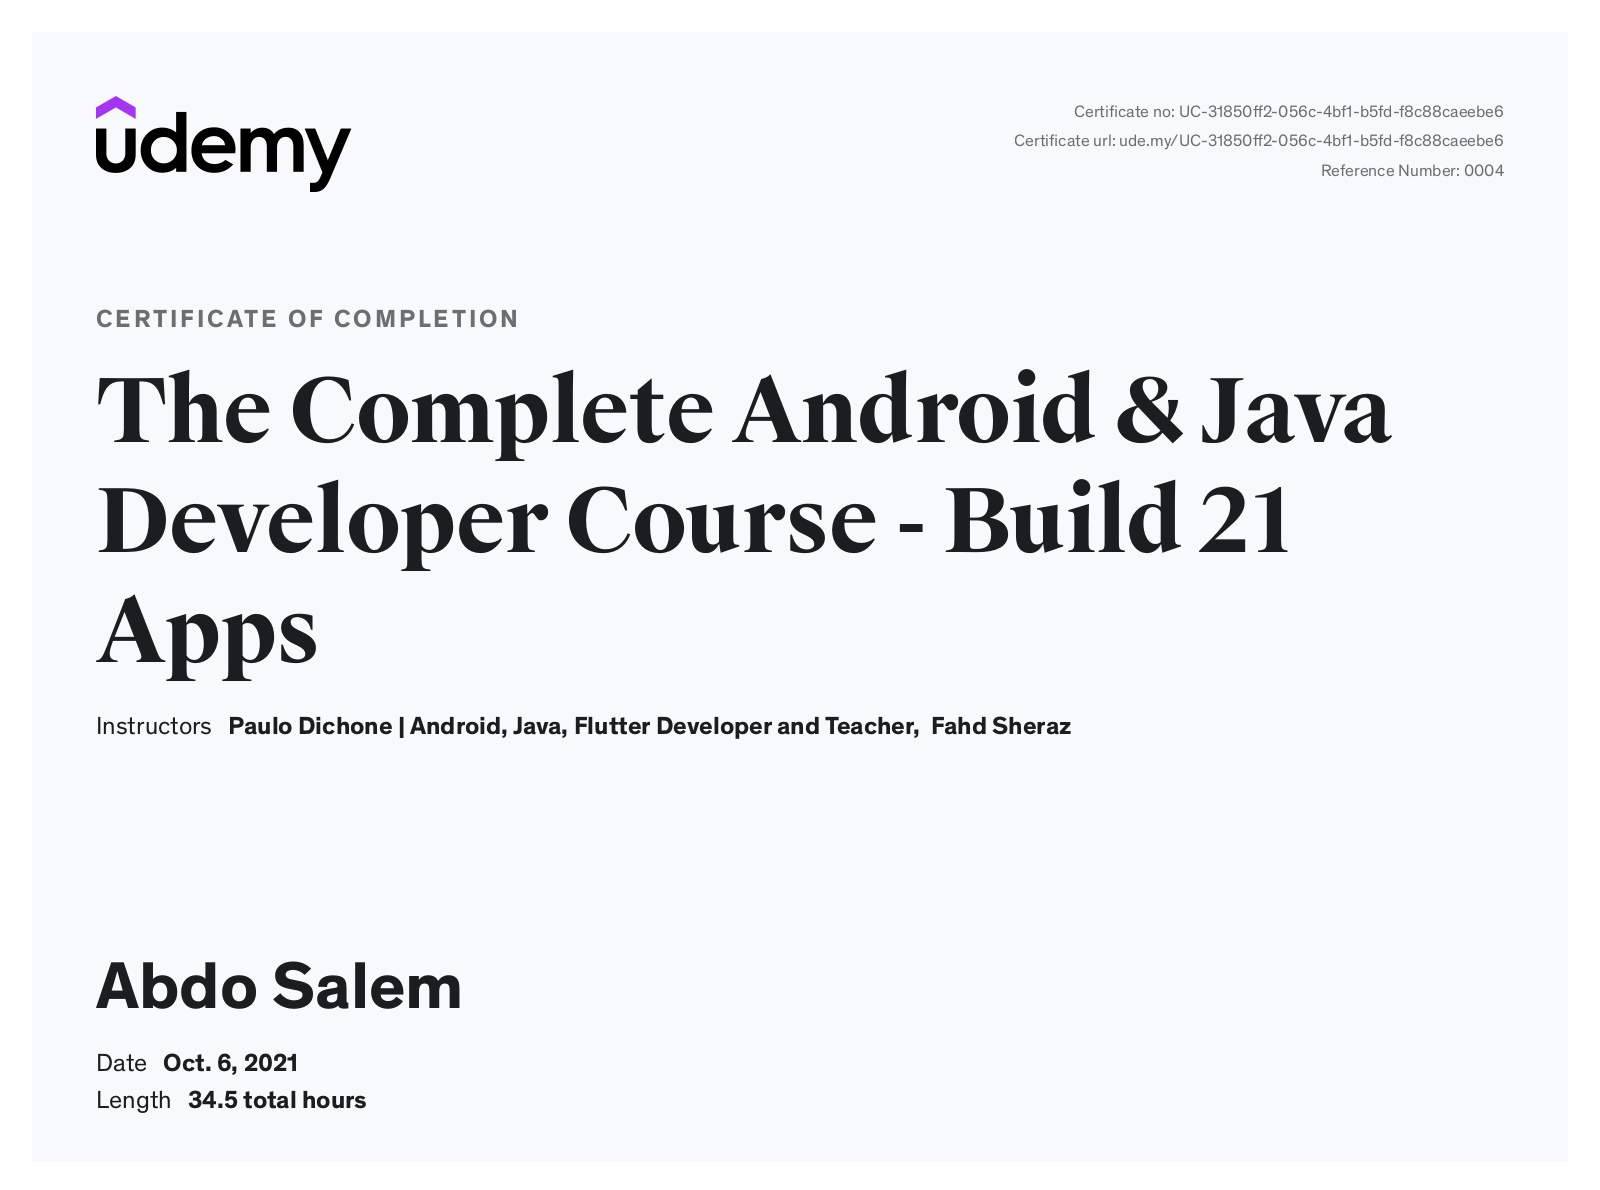 udemy
Certificate no: UC-31850ff2-056c-4bf1-b5fd-f8c88caeebe6
Certificate url: ude.my/UC-31850ff2-056c-4bf1-b5fd-f8c88caeebe6
Reference Number: 0004
CERTIFICATE OF COMPLETION
The Complete Android & Java
Developer Course - Build 21
Apps
Instructors Paulo Dichone | Android, Java, Flutter Developer and Teacher, Fahd Sheraz
Abdo Salem
Date Oct. 6, 2021
Length 34.5 total hours